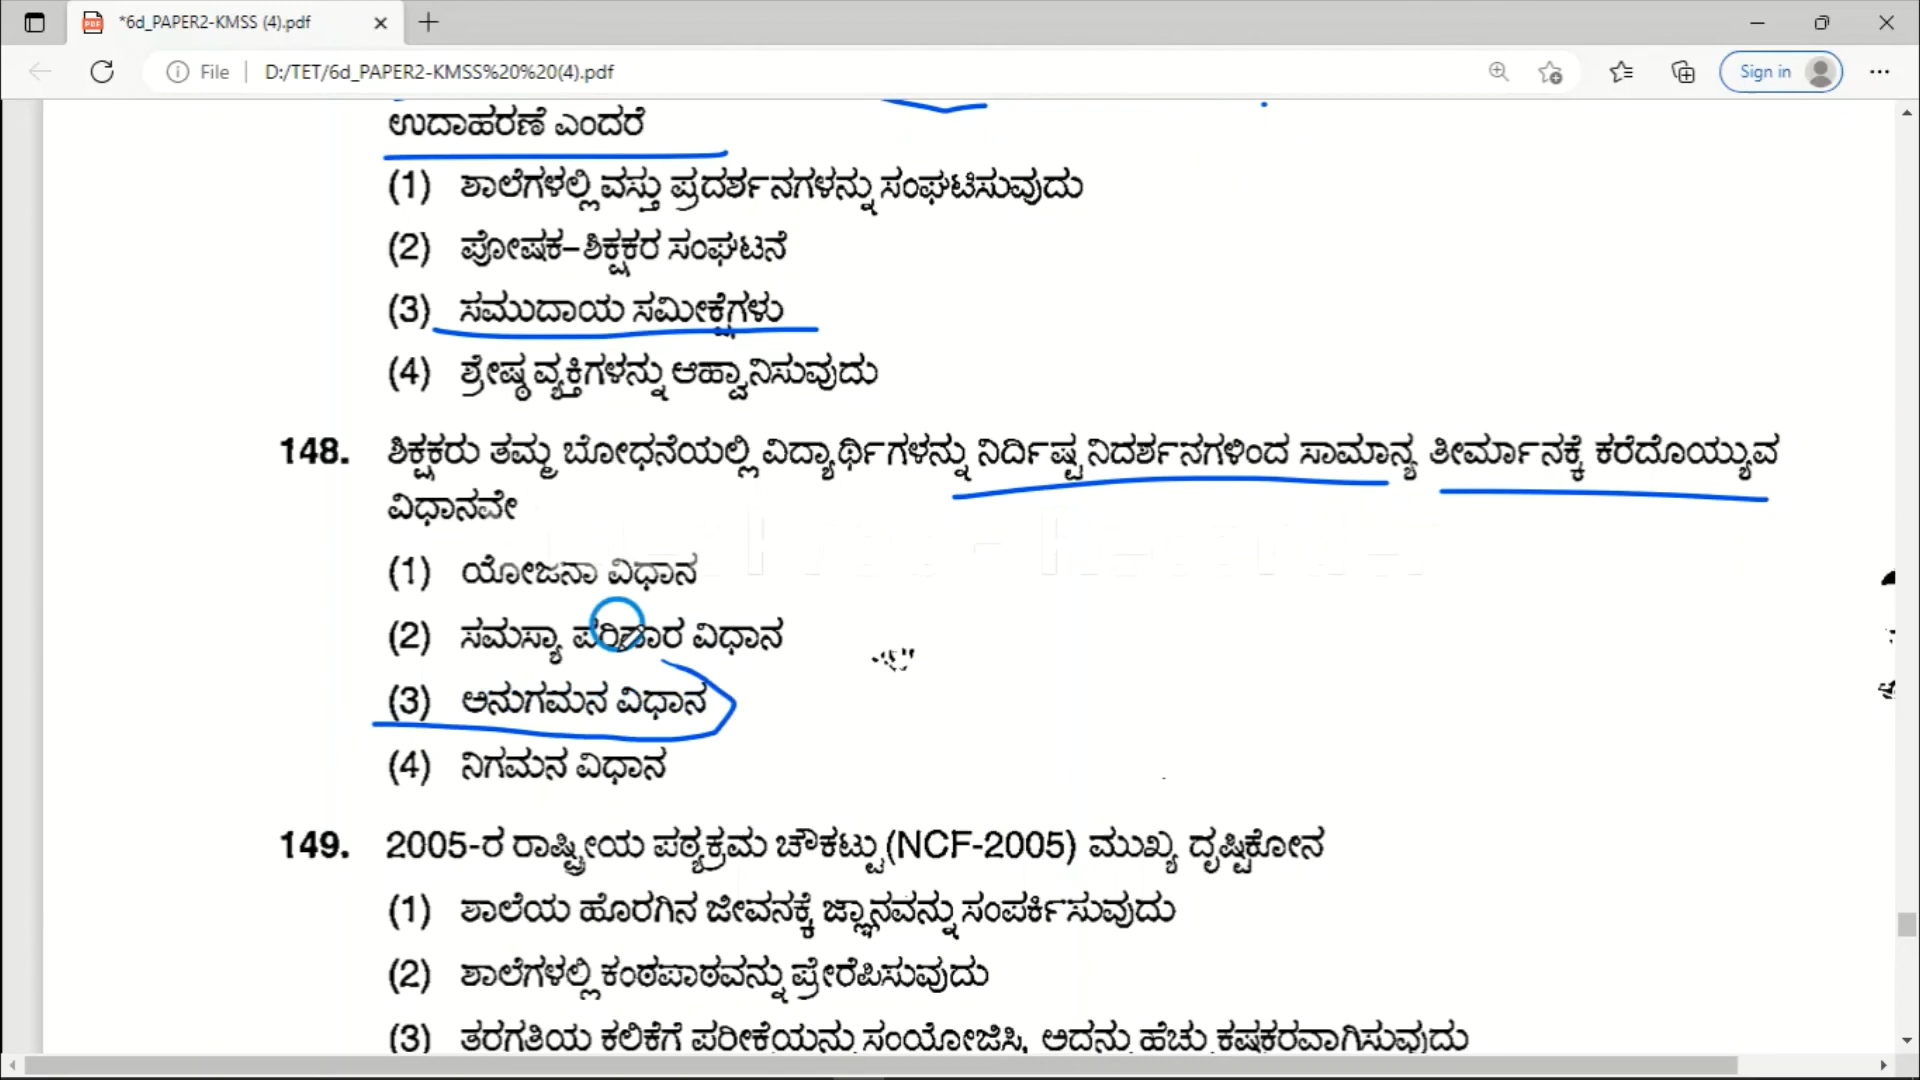 *6d_PAPER2-KMSS (4).pdf
File D:/TET/6d_PAPER2-KMSS%20%20(4).pdf
Sign in
ಉದಾಹರಣೆ ಎಂದರೆ
(1) ಶಾಲೆಗಳಲ್ಲಿ ವಸ್ತು ಪ್ರದರ್ಶನಗಳನ್ನು ಸಂಘಟಿಸುವುದು
(2) ಪೋಷಕ–ಶಿಕ್ಷಕರ ಸಂಘಟನೆ
(3) ಸಮುದಾಯ ಸಮೀಕ್ಷೆಗಳು
(4) ಶ್ರೇಷ್ಠ ವ್ಯಕ್ತಿಗಳನ್ನು ಆಹ್ವಾನಿಸುವುದು
148. ಶಿಕ್ಷಕರು ತಮ್ಮ ಬೋಧನೆಯಲ್ಲಿ ವಿದ್ಯಾರ್ಥಿಗಳನ್ನು ನಿರ್ದಿಷ್ಟ ನಿದರ್ಶನಗಳಿಂದ ಸಾಮಾನ್ಯ ತೀರ್ಮಾನಕ್ಕೆ ಕರೆದೊಯ್ಯುವ
ವಿಧಾನವೇ
(1) ಯೋಜನಾ ವಿಧಾನ
(2) ಸಮಸ್ಯಾ ಪರಿಹಾರ ವಿಧಾನ
(3) ಅನುಗಮನ ವಿಧಾನ
(4) ನಿಗಮನ ವಿಧಾನ
149. 2005-ರ ರಾಷ್ಟ್ರೀಯ ಪಠ್ಯಕ್ರಮ ಚೌಕಟ್ಟು (NCF-2005) ಮುಖ್ಯ ದೃಷ್ಟಿಕೋನ
(1) ಶಾಲೆಯ ಹೊರಗಿನ ಜೀವನಕ್ಕೆ ಜ್ಞಾನವನ್ನು ಸಂಪರ್ಕಿಸುವುದು
(2) ಶಾಲೆಗಳಲ್ಲಿ ಕಂಠಪಾಠವನ್ನು ಪ್ರೇರೆಪಿಸುವುದು
(3) ತರಗತಿಯ ಕಲಿಕೆಗೆ ಪರೀಕ್ಷೆಯನ್ನು ಸಂಯೋಜಿಸಿ, ಅದನ್ನು ಹೆಚ್ಚು ಕಷ್ಟಕರವಾಗಿಸುವುದು